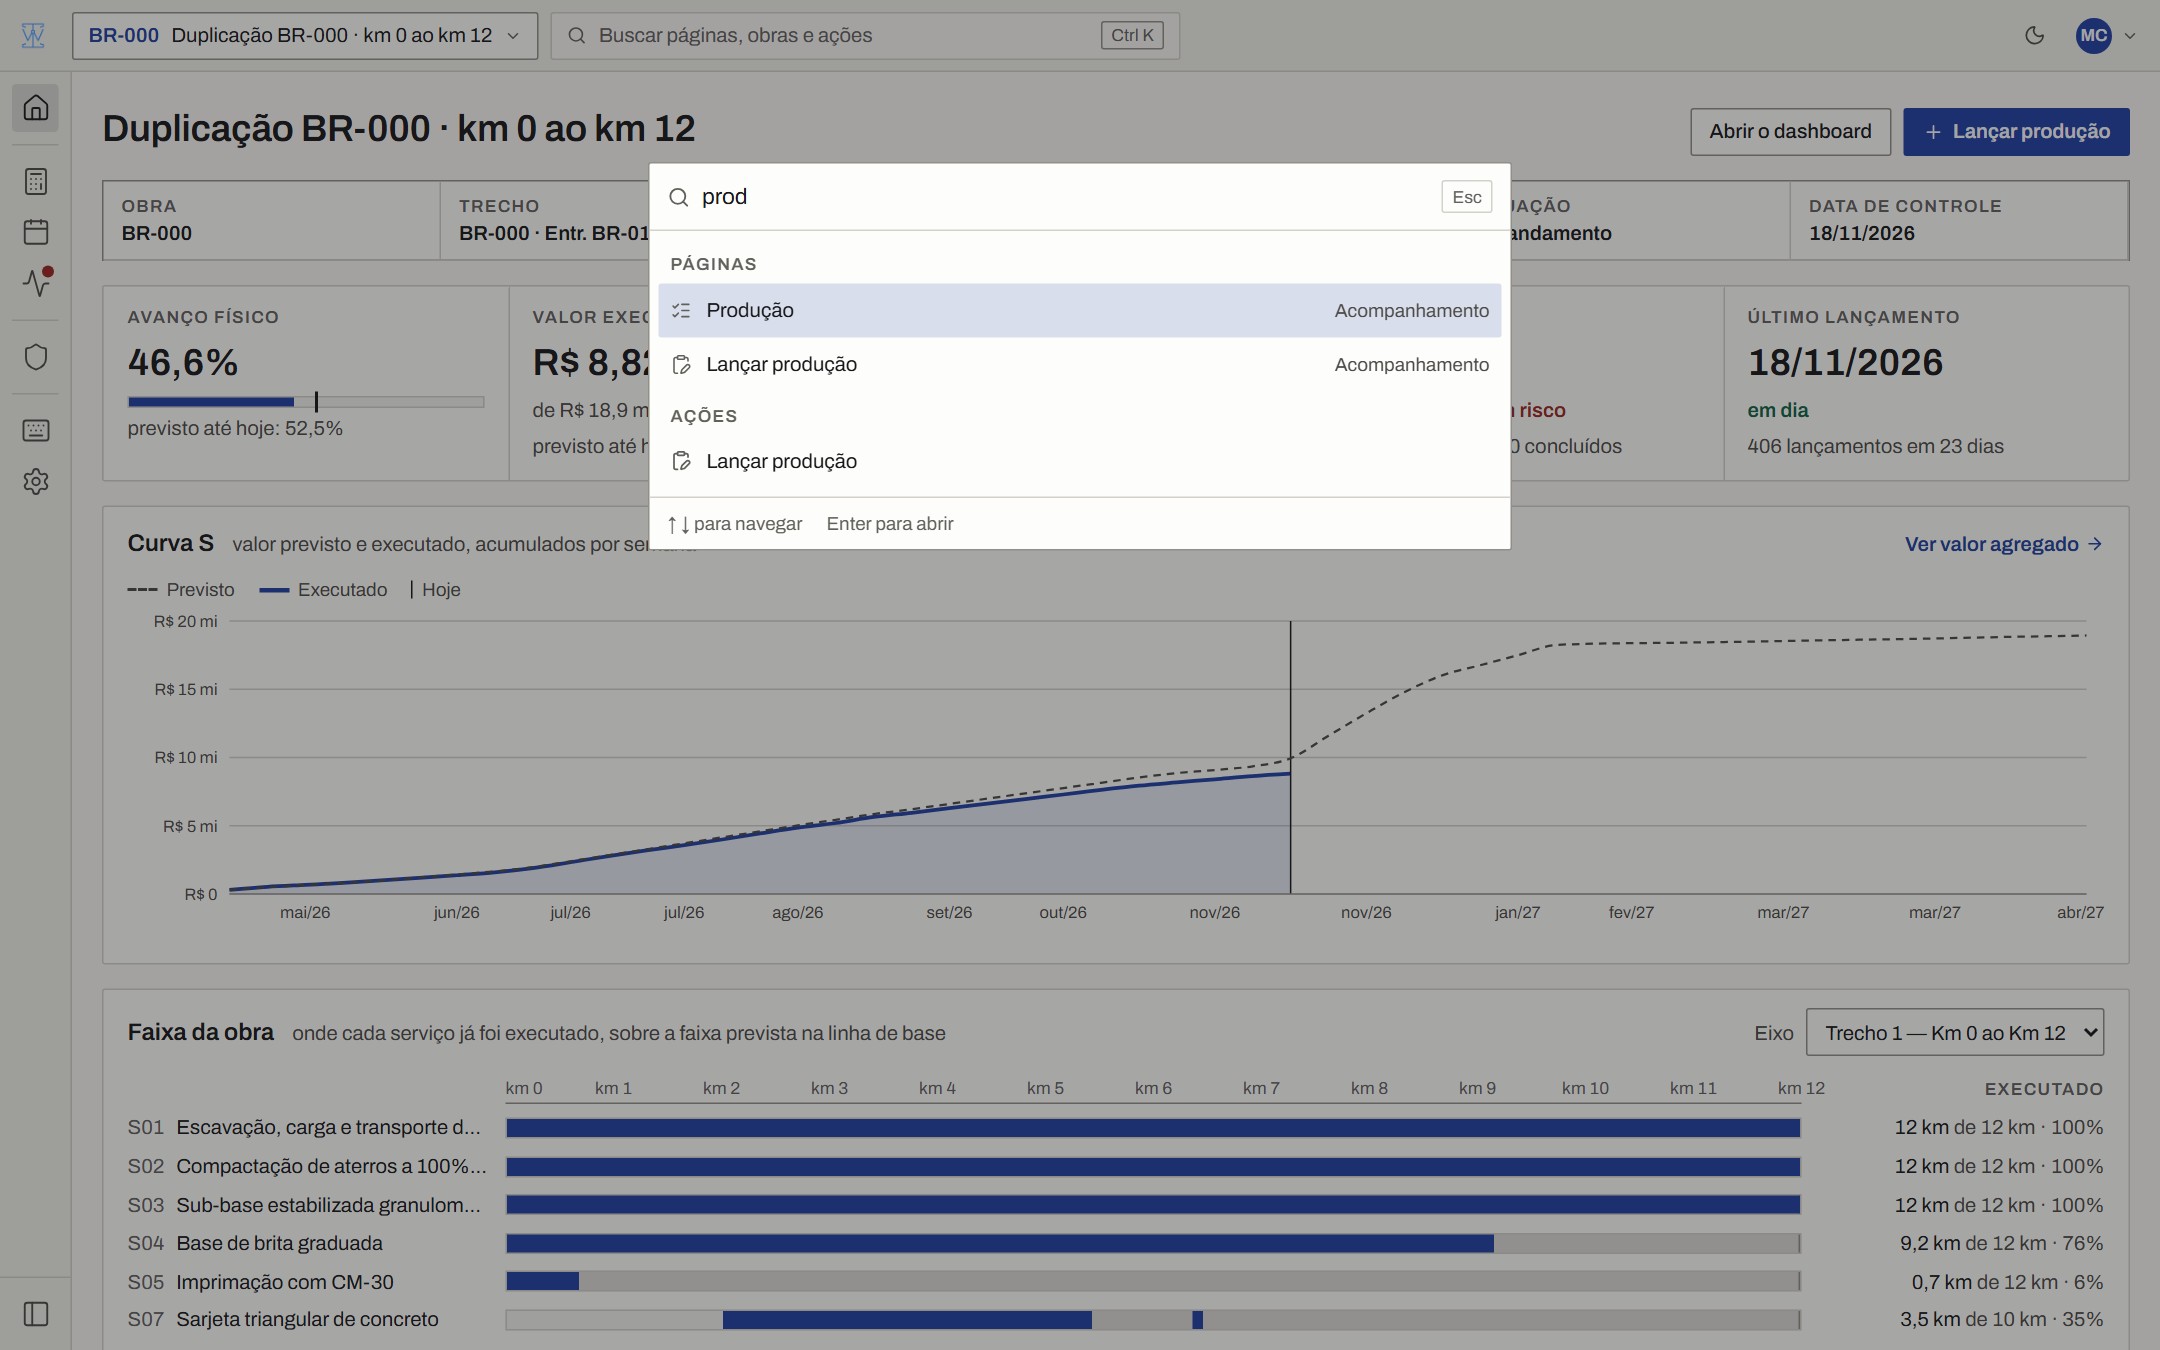 BR-000 Duplicação BR-000 · km 0 ao km 12
Buscar páginas, obras e ações
Ctrl K
MC
Duplicação BR-000 · km 0 ao km 12
Abrir o dashboard
+ Lançar produção
OBRA
BR-000
TRECHO
BR-000 · Entr. BR-01
andamento
DATA DE CONTROLE
18/11/2026
prod
Esc
PÁGINAS
Produção
Acompanhamento
Lançar produção
Acompanhamento
AÇÕES
Lançar produção
↑↓ para navegar
Enter para abrir
AVANÇO FÍSICO
46,6%
previsto até hoje: 52,5%
VALOR EXEC
R$ 8,82
de R$ 18,9 m
previsto até h
risco
0 concluídos
ÚLTIMO LANÇAMENTO
18/11/2026
em dia
406 lançamentos em 23 dias
Curva S
valor previsto e executado, acumulados por semana
Ver valor agregado →
Previsto
Executado
Hoje
R$ 20 mi
R$ 15 mi
R$ 10 mi
R$ 5 mi
R$ 0
mai/26 jun/26 jul/26 jul/26 ago/26 set/26 out/26 nov/26 nov/26 jan/27 fev/27 mar/27 mar/27 abr/27
Faixa da obra
onde cada serviço já foi executado, sobre a faixa prevista na linha de base
Eixo
Trecho 1 — Km 0 ao Km 12
km 0 km 1 km 2 km 3 km 4 km 5 km 6 km 7 km 8 km 9 km 10 km 11 km 12
EXECUTADO
S01 Escavação, carga e transporte d... 12 km de 12 km · 100%
S02 Compactação de aterros a 100%... 12 km de 12 km · 100%
S03 Sub-base estabilizada granulom... 12 km de 12 km · 100%
S04 Base de brita graduada 9,2 km de 12 km · 76%
S05 Imprimação com CM-30 0,7 km de 12 km · 6%
S07 Sarjeta triangular de concreto 3,5 km de 10 km · 35%